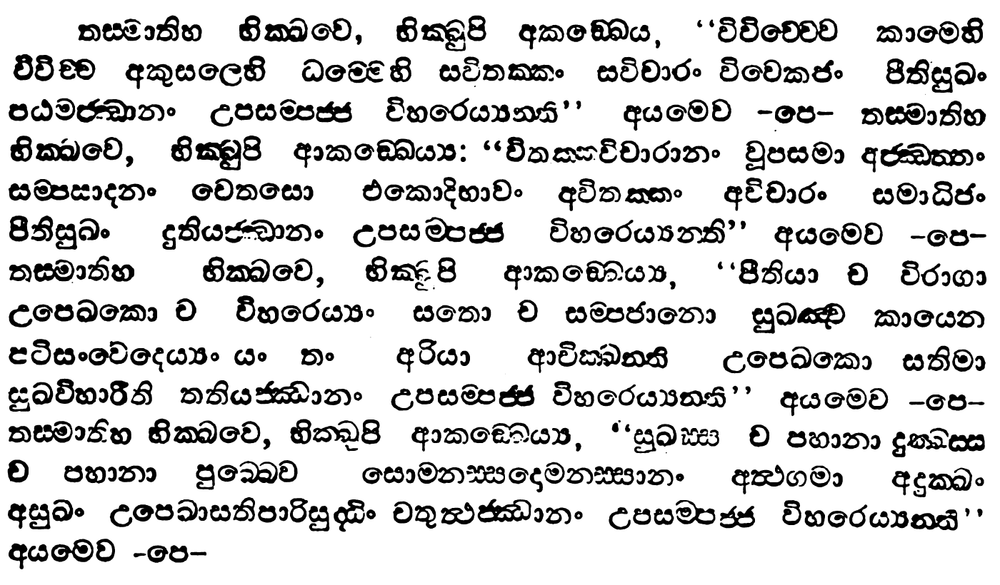 තස්මාතිහ භික්ඛවෙ, භික්ඛුපි අකඞ්ඛෙය, “විවිච්චෙව කාමෙහි
විවිච්ච අකුසලෙහි ධම්මෙහි සවිතක්කං සවිචාරං විවෙකජං පීතිසුඛං
පඨමජ්ඣානං උපසම්පජ්ජ විහරෙය්‍යන්ති” අයමෙව –පෙ– තස්මාතිහ
භික්ඛවෙ, භික්ඛුපි ආකඞ්ඛෙය්‍ය: “විතක්කවිචාරානං වූපසමා අජ්ඣත්තං
සම්පසාදනං චෙතසො එකොදිභාවං අවිතක්කං අවිචාරං සමාධිජං
පීතිසුඛං දුතියජ්ඣානං උපසම්පජ්ජ විහරෙය්‍යන්ති” අයමෙව –පෙ–
තස්මාතිහ භික්ඛවෙ, භික්ඛුපි ආකඞ්ඛෙය්‍ය, “පීතියා ච විරාගා
උපෙඛකො ච විහරෙය්‍යං සතො ච සම්පජානො සුඛඤ්ච කායෙන
පටිසංවෙදෙය්‍යං යං තං අරියා ආචික්ඛන්ති උපෙඛකො සතිමා
සුඛවිහාරීති තතියජ්ඣානං උපසම්පජ්ජ විහරෙය්‍යන්ති” අයමෙව –පෙ–
තස්මාතිහ භික්ඛවෙ, භික්ඛුපි ආකඞ්ඛෙය්‍ය, “සුඛස්ස ච පහානා දුක්ඛස්ස
ච පහානා පුබ්බෙව සොමනස්සදොමනස්සානං අත්ථගමා අදුක්ඛං
අසුඛං උපෙඛාසතිපාරිසුද්ධිං චතුත්ථජ්ඣානං උපසම්පජ්ජ විහරෙය්‍යන්ති”
අයමෙව –පෙ–